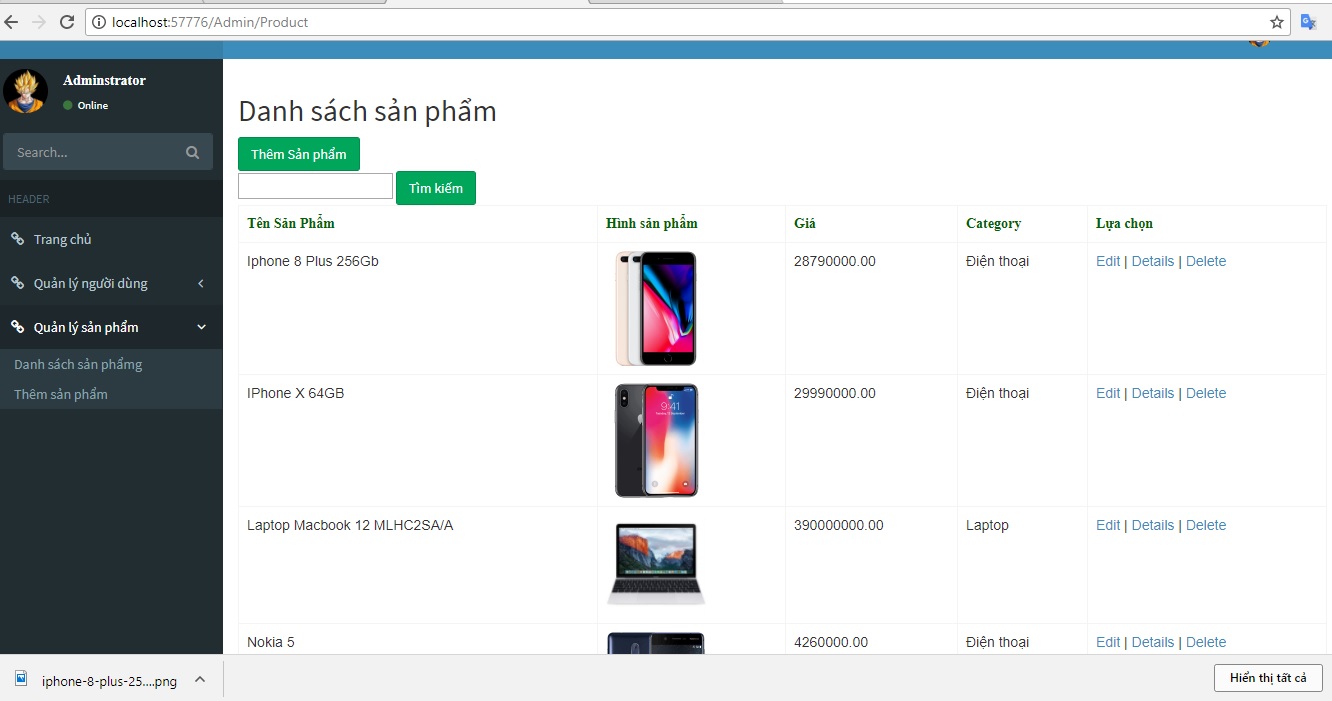 localhost:57776/Admin/Product
Adminstrator
Online
Search...
HEADER
Trang chủ
Quản lý người dùng
Quản lý sản phẩm
Danh sách sản phẩmg
Thêm sản phẩm
Danh sách sản phẩm
Thêm Sản phẩm
Tìm kiếm
Tên Sản Phẩm Hình sản phẩm Giá Category Lựa chọn
Iphone 8 Plus 256Gb 28790000.00 Điện thoại Edit | Details | Delete
IPhone X 64GB 9:41 29990000.00 Điện thoại Edit | Details | Delete
Laptop Macbook 12 MLHC2SA/A 390000000.00 Laptop Edit | Details | Delete
Nokia 5 4260000.00 Điện thoại Edit | Details | Delete
iphone-8-plus-25....png
Hiển thị tất cả